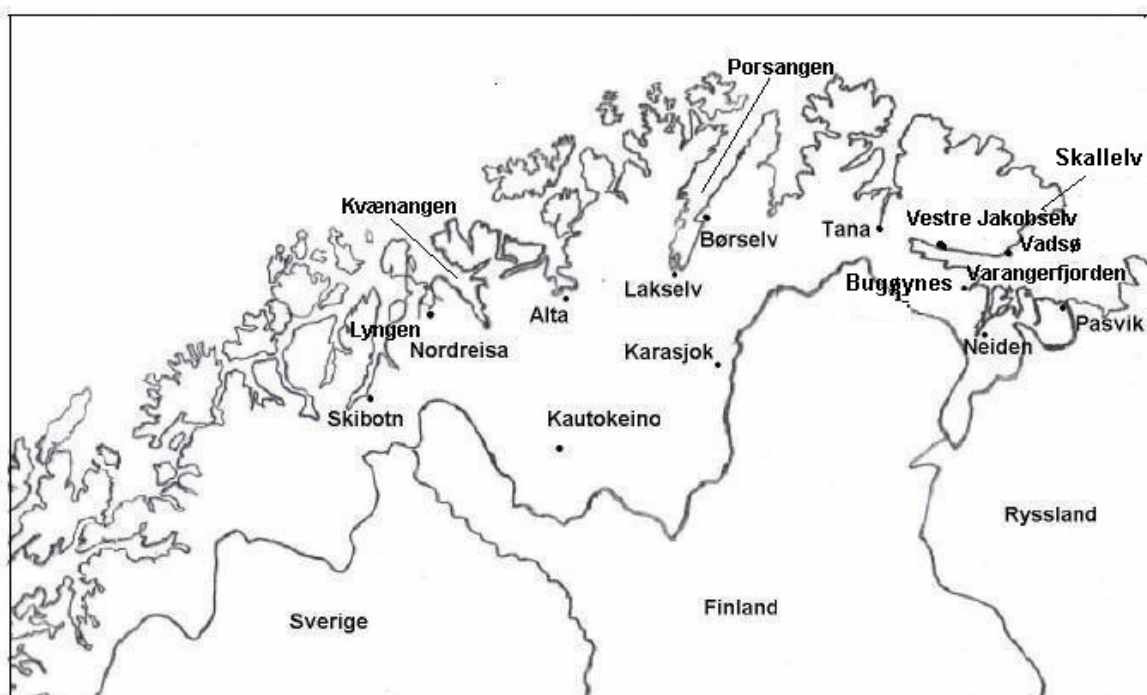 Porsangen
Skallelv
Kvænangen
Vestre Jakobselv
Børselv
Tana
Vadsø
Varangerfjorden
Bugøynes
Lakselv
Alta
Pasvik
Lyngen
Nordreisa
Neiden
Karasjok
Skibotn
Kautokeino
Ryssland
Finland
Sverige